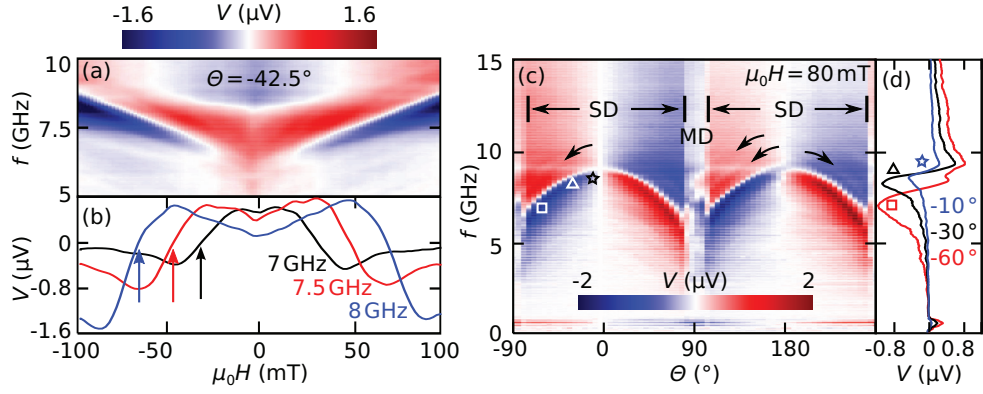 -1.6 V (µV) 1.6
(a) Θ = -42.5°
10
7.5
5
f (GHz)
(b)
0
-0.8
-1.6
V (µV)
7 GHz
7.5 GHz
8 GHz
-100 -50 0 50 100
µ₀H (mT)
(c) µ₀H = 80 mT
SD SD
MD
15
10
5
0
f (GHz)
V (µV)
-2 2
-90 0 90 180
Θ (°)
(d)
-10°
-30°
-60°
-0.8 0 0.8
V (µV)